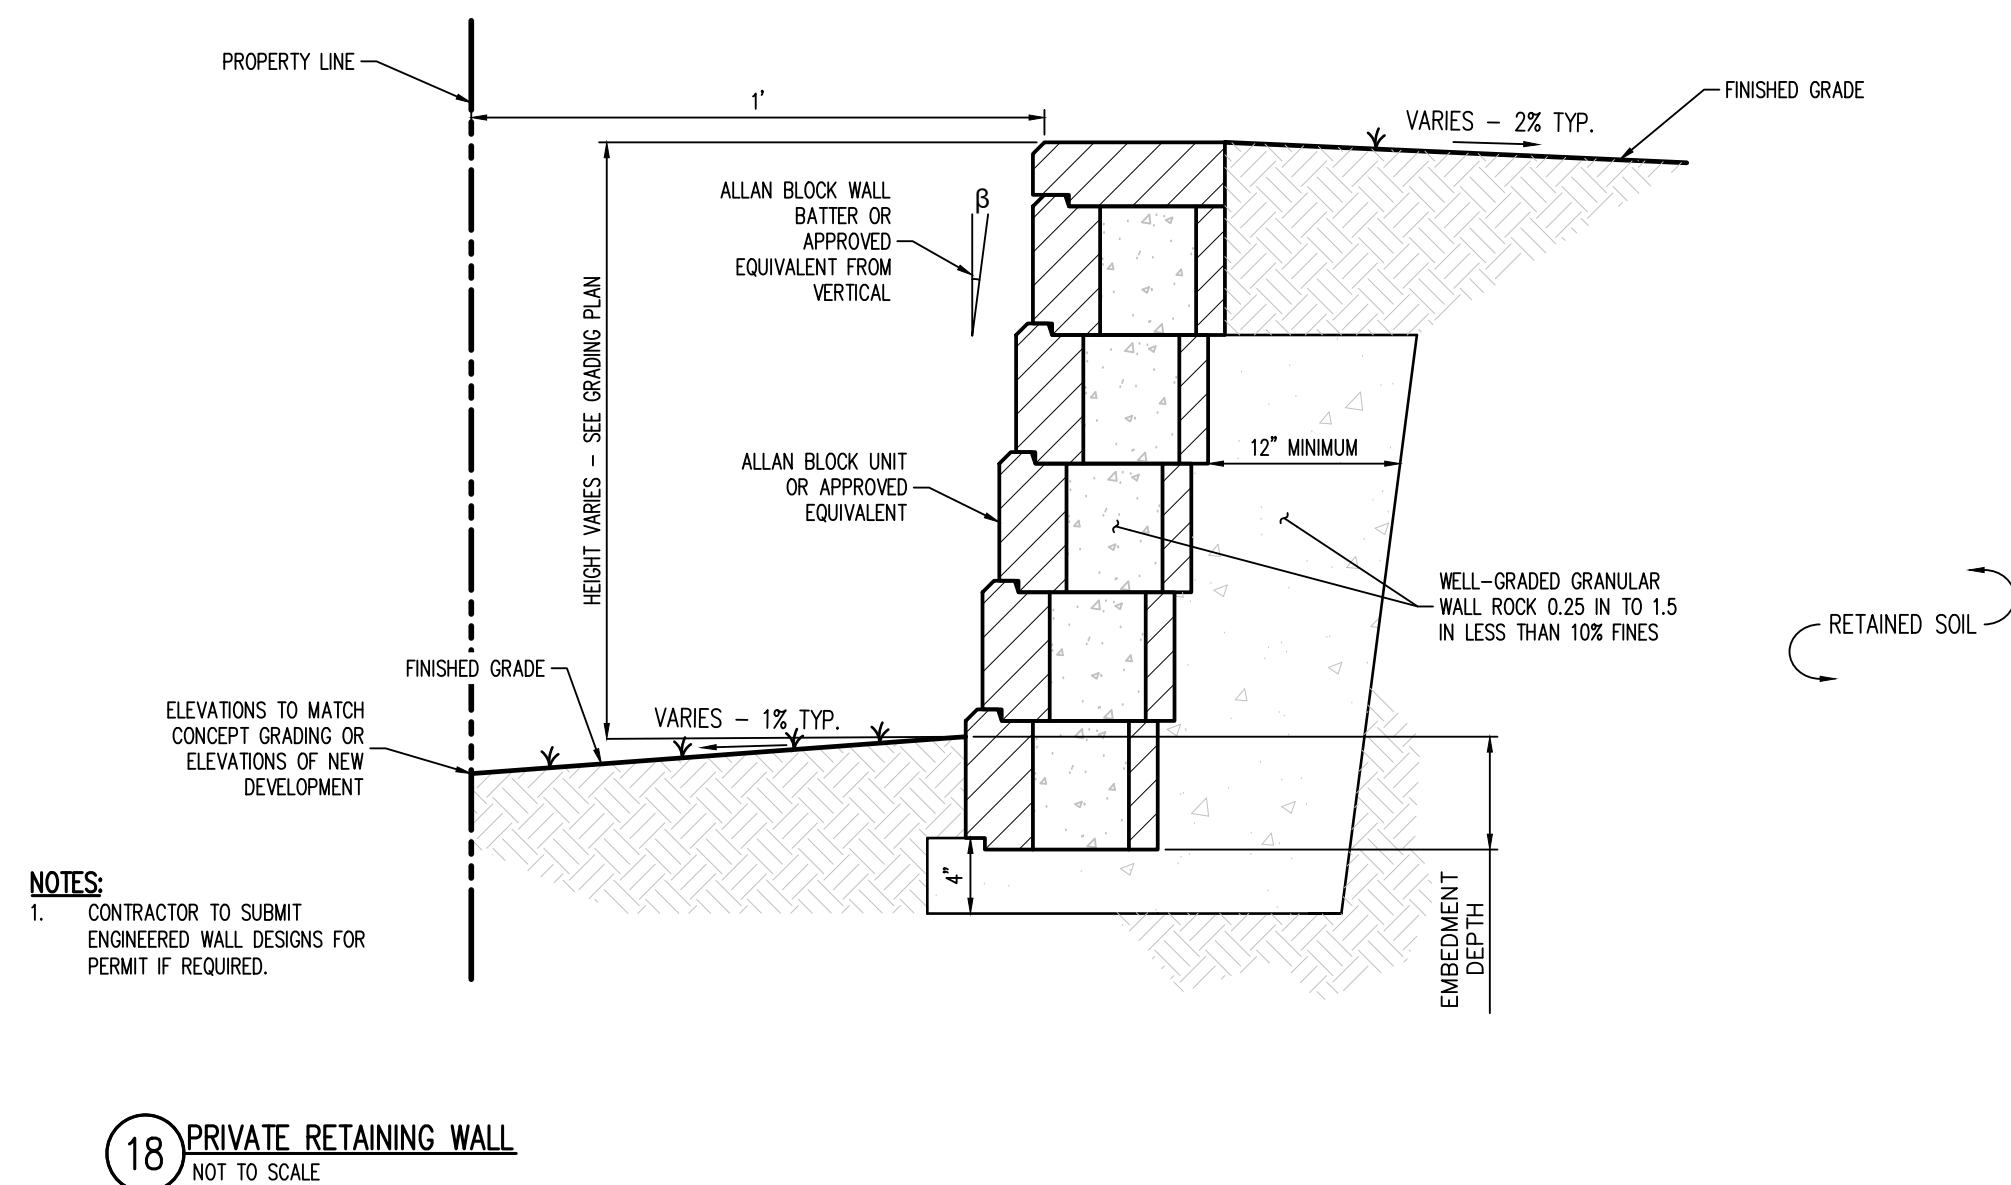 PROPERTY LINE
1'
FINISHED GRADE
VARIES - 2% TYP.
ALLAN BLOCK WALL
BATTER OR
APPROVED
EQUIVALENT FROM
VERTICAL
β
HEIGHT VARIES - SEE GRADING PLAN
12" MINIMUM
ALLAN BLOCK UNIT
OR APPROVED
EQUIVALENT
WELL-GRADED GRANULAR
WALL ROCK 0.25 IN TO 1.5
IN LESS THAN 10% FINES
RETAINED SOIL
FINISHED GRADE
VARIES - 1% TYP.
ELEVATIONS TO MATCH
CONCEPT GRADING OR
ELEVATIONS OF NEW
DEVELOPMENT
4"
EMBEDMENT
DEPTH
NOTES:
1. CONTRACTOR TO SUBMIT
ENGINEERED WALL DESIGNS FOR
PERMIT IF REQUIRED.
18 PRIVATE RETAINING WALL
NOT TO SCALE